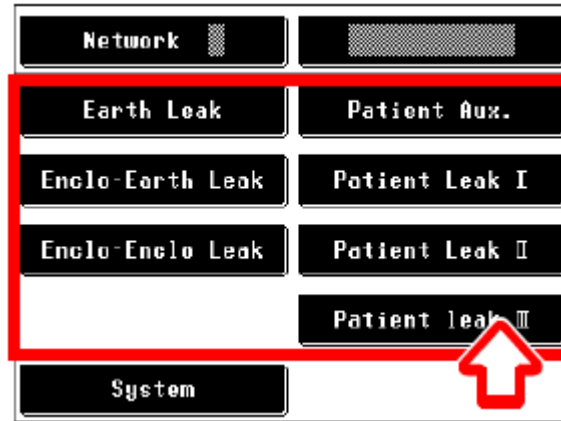 Network
Earth Leak
Patient Aux.
Enclo-Earth Leak
Patient Leak I
Enclo-Enclo Leak
Patient Leak Ⅱ
Patient leak Ⅲ
System